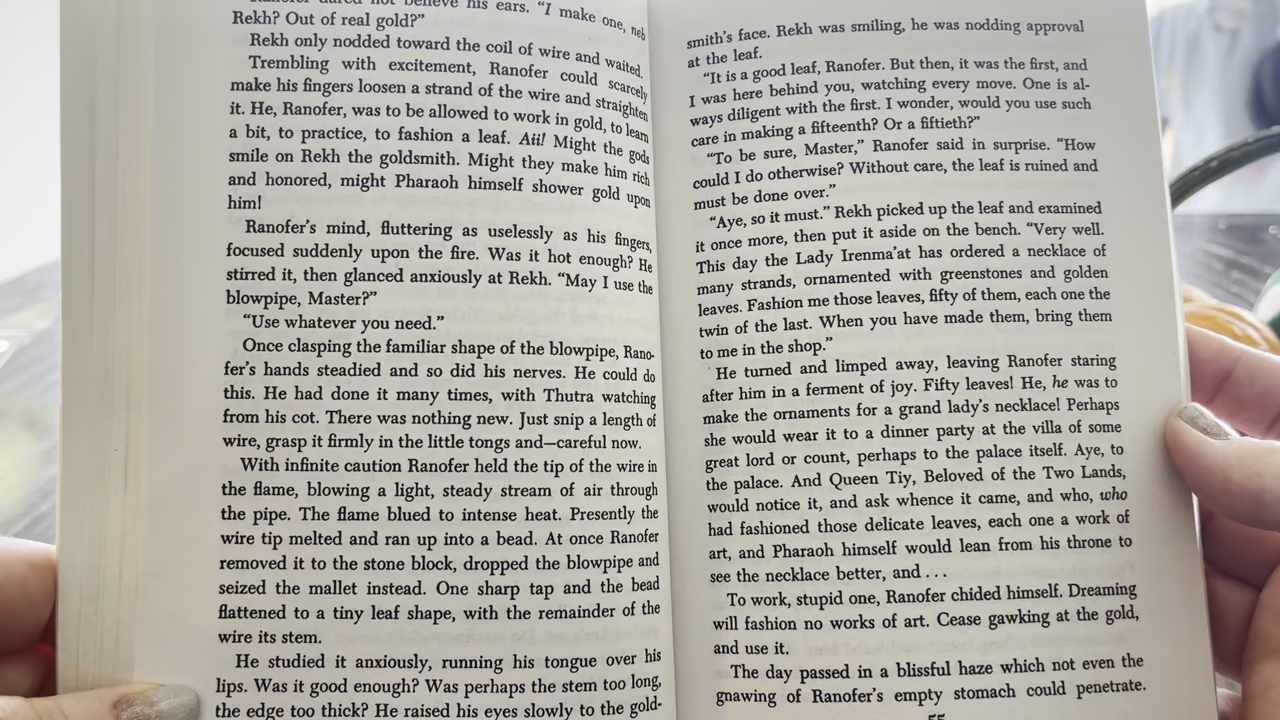 Ranofer dared not believe his ears. “I make one, neb
Rekh? Out of real gold?”
Rekh only nodded toward the coil of wire and waited.
Trembling with excitement, Ranofer could scarcely
make his fingers loosen a strand of the wire and straighten
it. He, Ranofer, was to be allowed to work in gold, to learn
a bit, to practice, to fashion a leaf. Aii! Might the gods
smile on Rekh the goldsmith. Might they make him rich
and honored, might Pharaoh himself shower gold upon
him!
Ranofer’s mind, fluttering as uselessly as his fingers,
focused suddenly upon the fire. Was it hot enough? He
stirred it, then glanced anxiously at Rekh. “May I use the
blowpipe, Master?”
“Use whatever you need.”
Once clasping the familiar shape of the blowpipe, Rano-
fer’s hands steadied and so did his nerves. He could do
this. He had done it many times, with Thutra watching
from his cot. There was nothing new. Just snip a length of
wire, grasp it firmly in the little tongs and—careful now.
With infinite caution Ranofer held the tip of the wire in
the flame, blowing a light, steady stream of air through
the pipe. The flame blued to intense heat. Presently the
wire tip melted and ran up into a bead. At once Ranofer
removed it to the stone block, dropped the blowpipe and
seized the mallet instead. One sharp tap and the bead
flattened to a tiny leaf shape, with the remainder of the
wire its stem.
He studied it anxiously, running his tongue over his
lips. Was it good enough? Was perhaps the stem too long,
the edge too thick? He raised his eyes slowly to the gold-
smith’s face. Rekh was smiling, he was nodding approval
at the leaf.
“It is a good leaf, Ranofer. But then, it was the first, and
I was here behind you, watching every move. One is al-
ways diligent with the first. I wonder, would you use such
care in making a fifteenth? Or a fiftieth?”
“To be sure, Master,” Ranofer said in surprise. “How
could I do otherwise? Without care, the leaf is ruined and
must be done over.”
“Aye, so it must.” Rekh picked up the leaf and examined
it once more, then put it aside on the bench. “Very well.
This day the Lady Irenma’at has ordered a necklace of
many strands, ornamented with greenstones and golden
leaves. Fashion me those leaves, fifty of them, each one the
twin of the last. When you have made them, bring them
to me in the shop.”
He turned and limped away, leaving Ranofer staring
after him in a ferment of joy. Fifty leaves! He, he was to
make the ornaments for a grand lady’s necklace! Perhaps
she would wear it to a dinner party at the villa of some
great lord or count, perhaps to the palace itself. Aye, to
the palace. And Queen Tiy, Beloved of the Two Lands,
would notice it, and ask whence it came, and who, who
had fashioned those delicate leaves, each one a work of
art, and Pharaoh himself would lean from his throne to
see the necklace better, and . . .
To work, stupid one, Ranofer chided himself. Dreaming
will fashion no works of art. Cease gawking at the gold,
and use it.
The day passed in a blissful haze which not even the
gnawing of Ranofer’s empty stomach could penetrate.
55